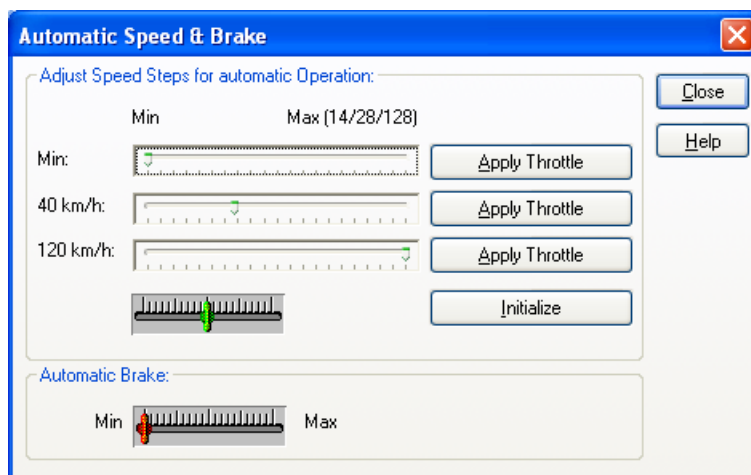 Automatic Speed & Brake
Adjust Speed Steps for automatic Operation:
Close
Min Max (14/28/128)
Help
Min: Apply Throttle
40 km/h: Apply Throttle
120 km/h: Apply Throttle
Initialize
Automatic Brake:
Min Max